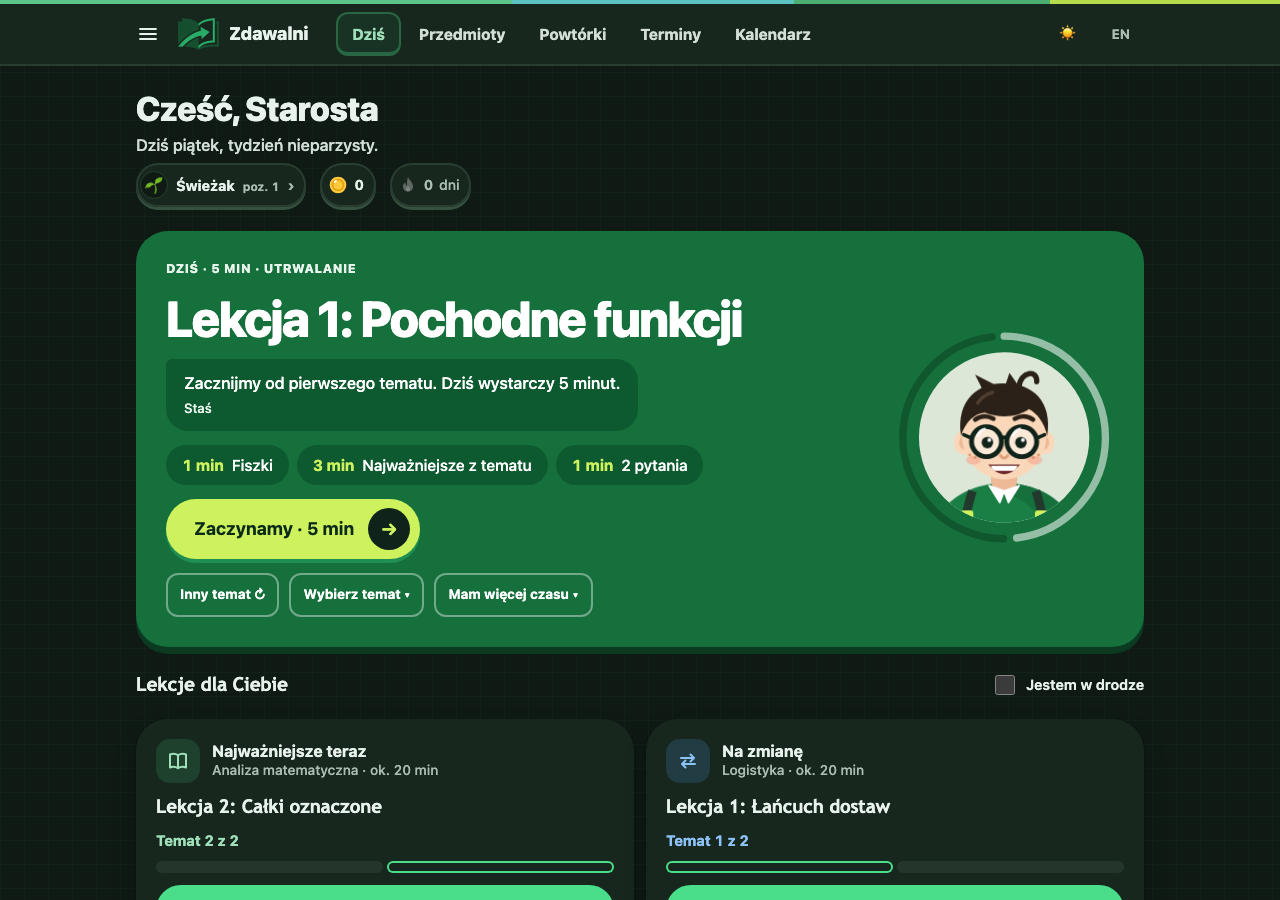 Zdawalni
Dziś
Przedmioty
Powtórki
Terminy
Kalendarz
EN
Cześć, Starosta
Dziś piątek, tydzień nieparzysty.
Świeżak poz. 1 ›
0
0 dni
DZIŚ · 5 MIN · UTRWALANIE
Lekcja 1: Pochodne funkcji
Zacznijmy od pierwszego tematu. Dziś wystarczy 5 minut.
Staś
1 min Fiszki
3 min Najważniejsze z tematu
1 min 2 pytania
Zaczynamy · 5 min →
Inny temat ↻
Wybierz temat ▾
Mam więcej czasu ▾
Lekcje dla Ciebie
Jestem w drodze
Najważniejsze teraz
Analiza matematyczna · ok. 20 min
Lekcja 2: Całki oznaczone
Temat 2 z 2
Na zmianę
Logistyka · ok. 20 min
Lekcja 1: Łańcuch dostaw
Temat 1 z 2